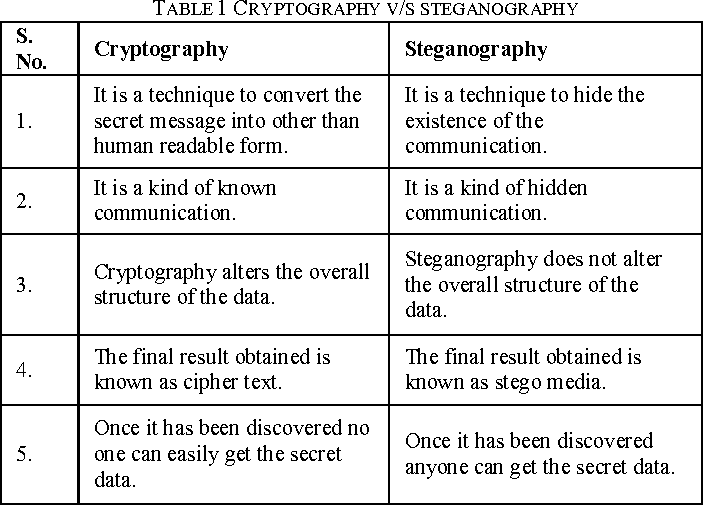 TABLE 1 CRYPTOGRAPHY V/S STEGANOGRAPHY
S.
No.
Cryptography
Steganography
1.
It is a technique to convert the
secret message into other than
human readable form.
It is a technique to hide the
existence of the
communication.
2.
It is a kind of known
communication.
It is a kind of hidden
communication.
3.
Cryptography alters the overall
structure of the data.
Steganography does not alter
the overall structure of the
data.
4.
The final result obtained is
known as cipher text.
The final result obtained is
known as stego media.
5.
Once it has been discovered no
one can easily get the secret
data.
Once it has been discovered
anyone can get the secret data.